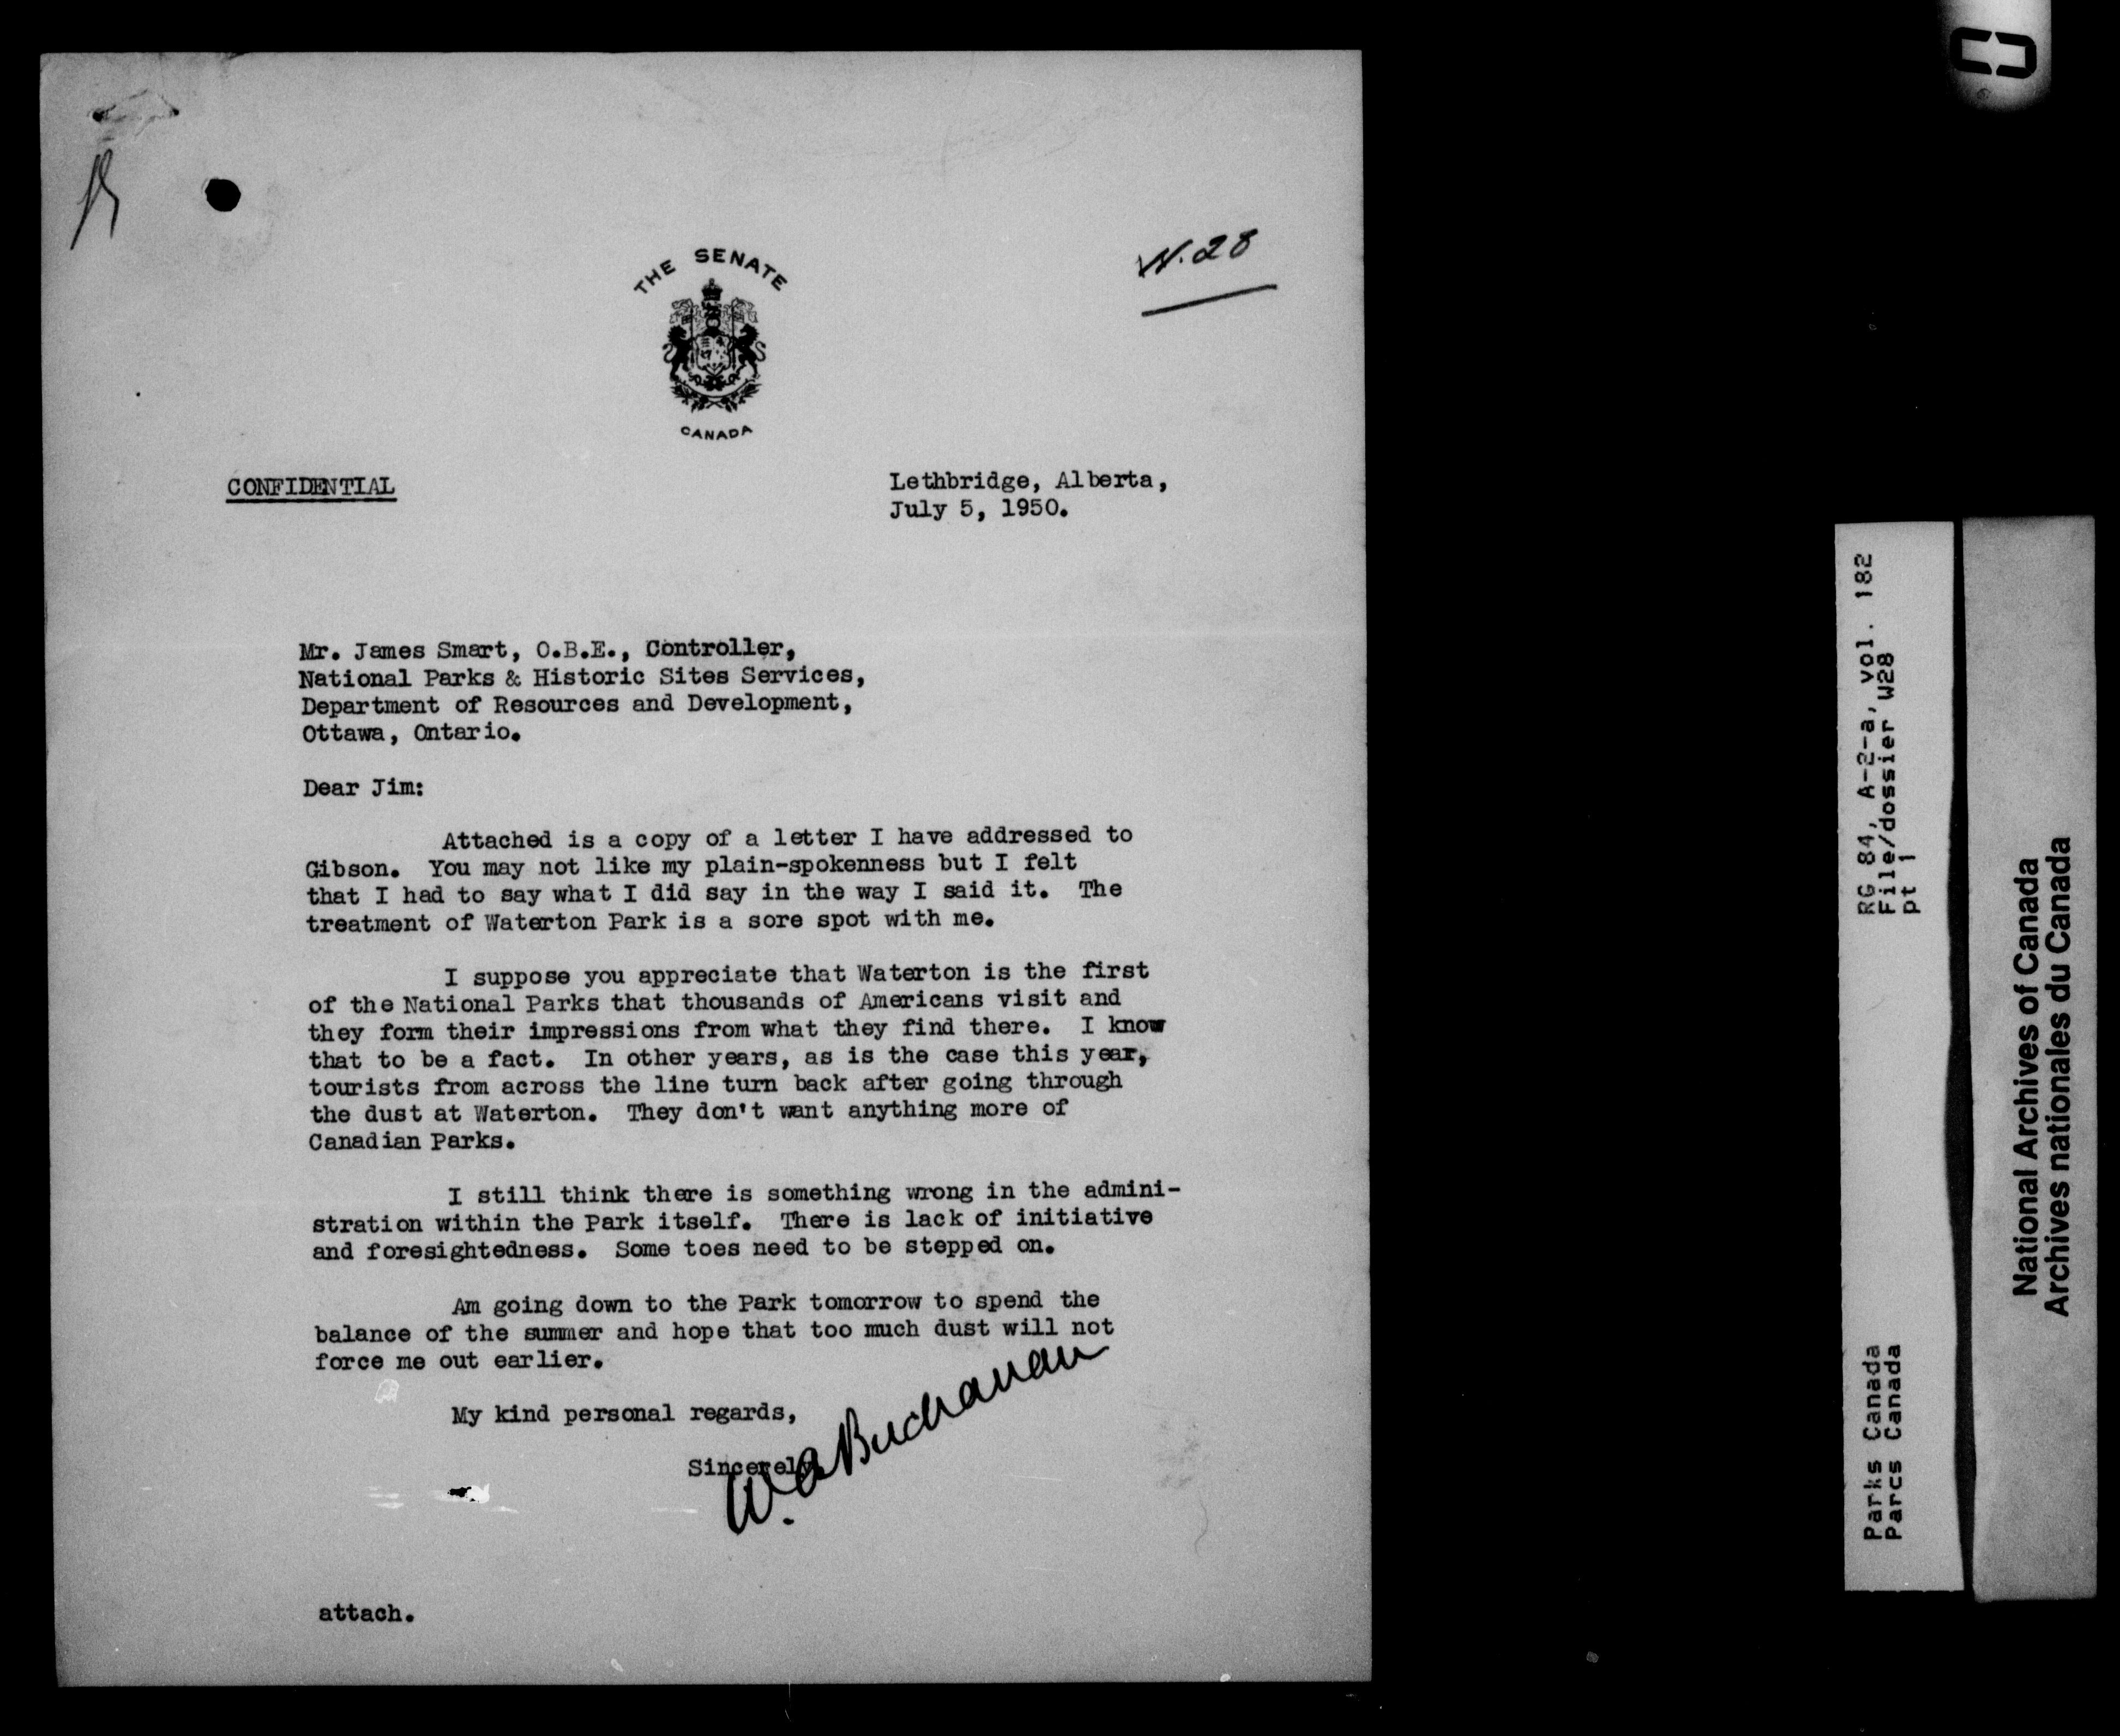 W.28
THE SENATE
CANADA
CONFIDENTIAL
Lethbridge, Alberta,
July 5, 1950.
Mr. James Smart, O.B.E., Controller,
National Parks & Historic Sites Services,
Department of Resources and Development,
Ottawa, Ontario.
Dear Jim:
Attached is a copy of a letter I have addressed to
Gibson. You may not like my plain-spokenness but I felt
that I had to say what I did say in the way I said it. The
treatment of Waterton Park is a sore spot with me.
I suppose you appreciate that Waterton is the first
of the National Parks that thousands of Americans visit and
they form their impressions from what they find there. I know
that to be a fact. In other years, as is the case this year,
tourists from across the line turn back after going through
the dust at Waterton. They don't want anything more of
Canadian Parks.
I still think there is something wrong in the admini-
stration within the Park itself. There is lack of initiative
and foresightedness. Some toes need to be stepped on.
Am going down to the Park tomorrow to spend the
balance of the summer and hope that too much dust will not
force me out earlier.
My kind personal regards,
Sincerely
W.A Buchanan
attach.
RG 84, A-2-a, vol. 182
File/dossier W28
pt 1
Parks Canada
Parcs Canada
National Archives of Canada
Archives nationales du Canada